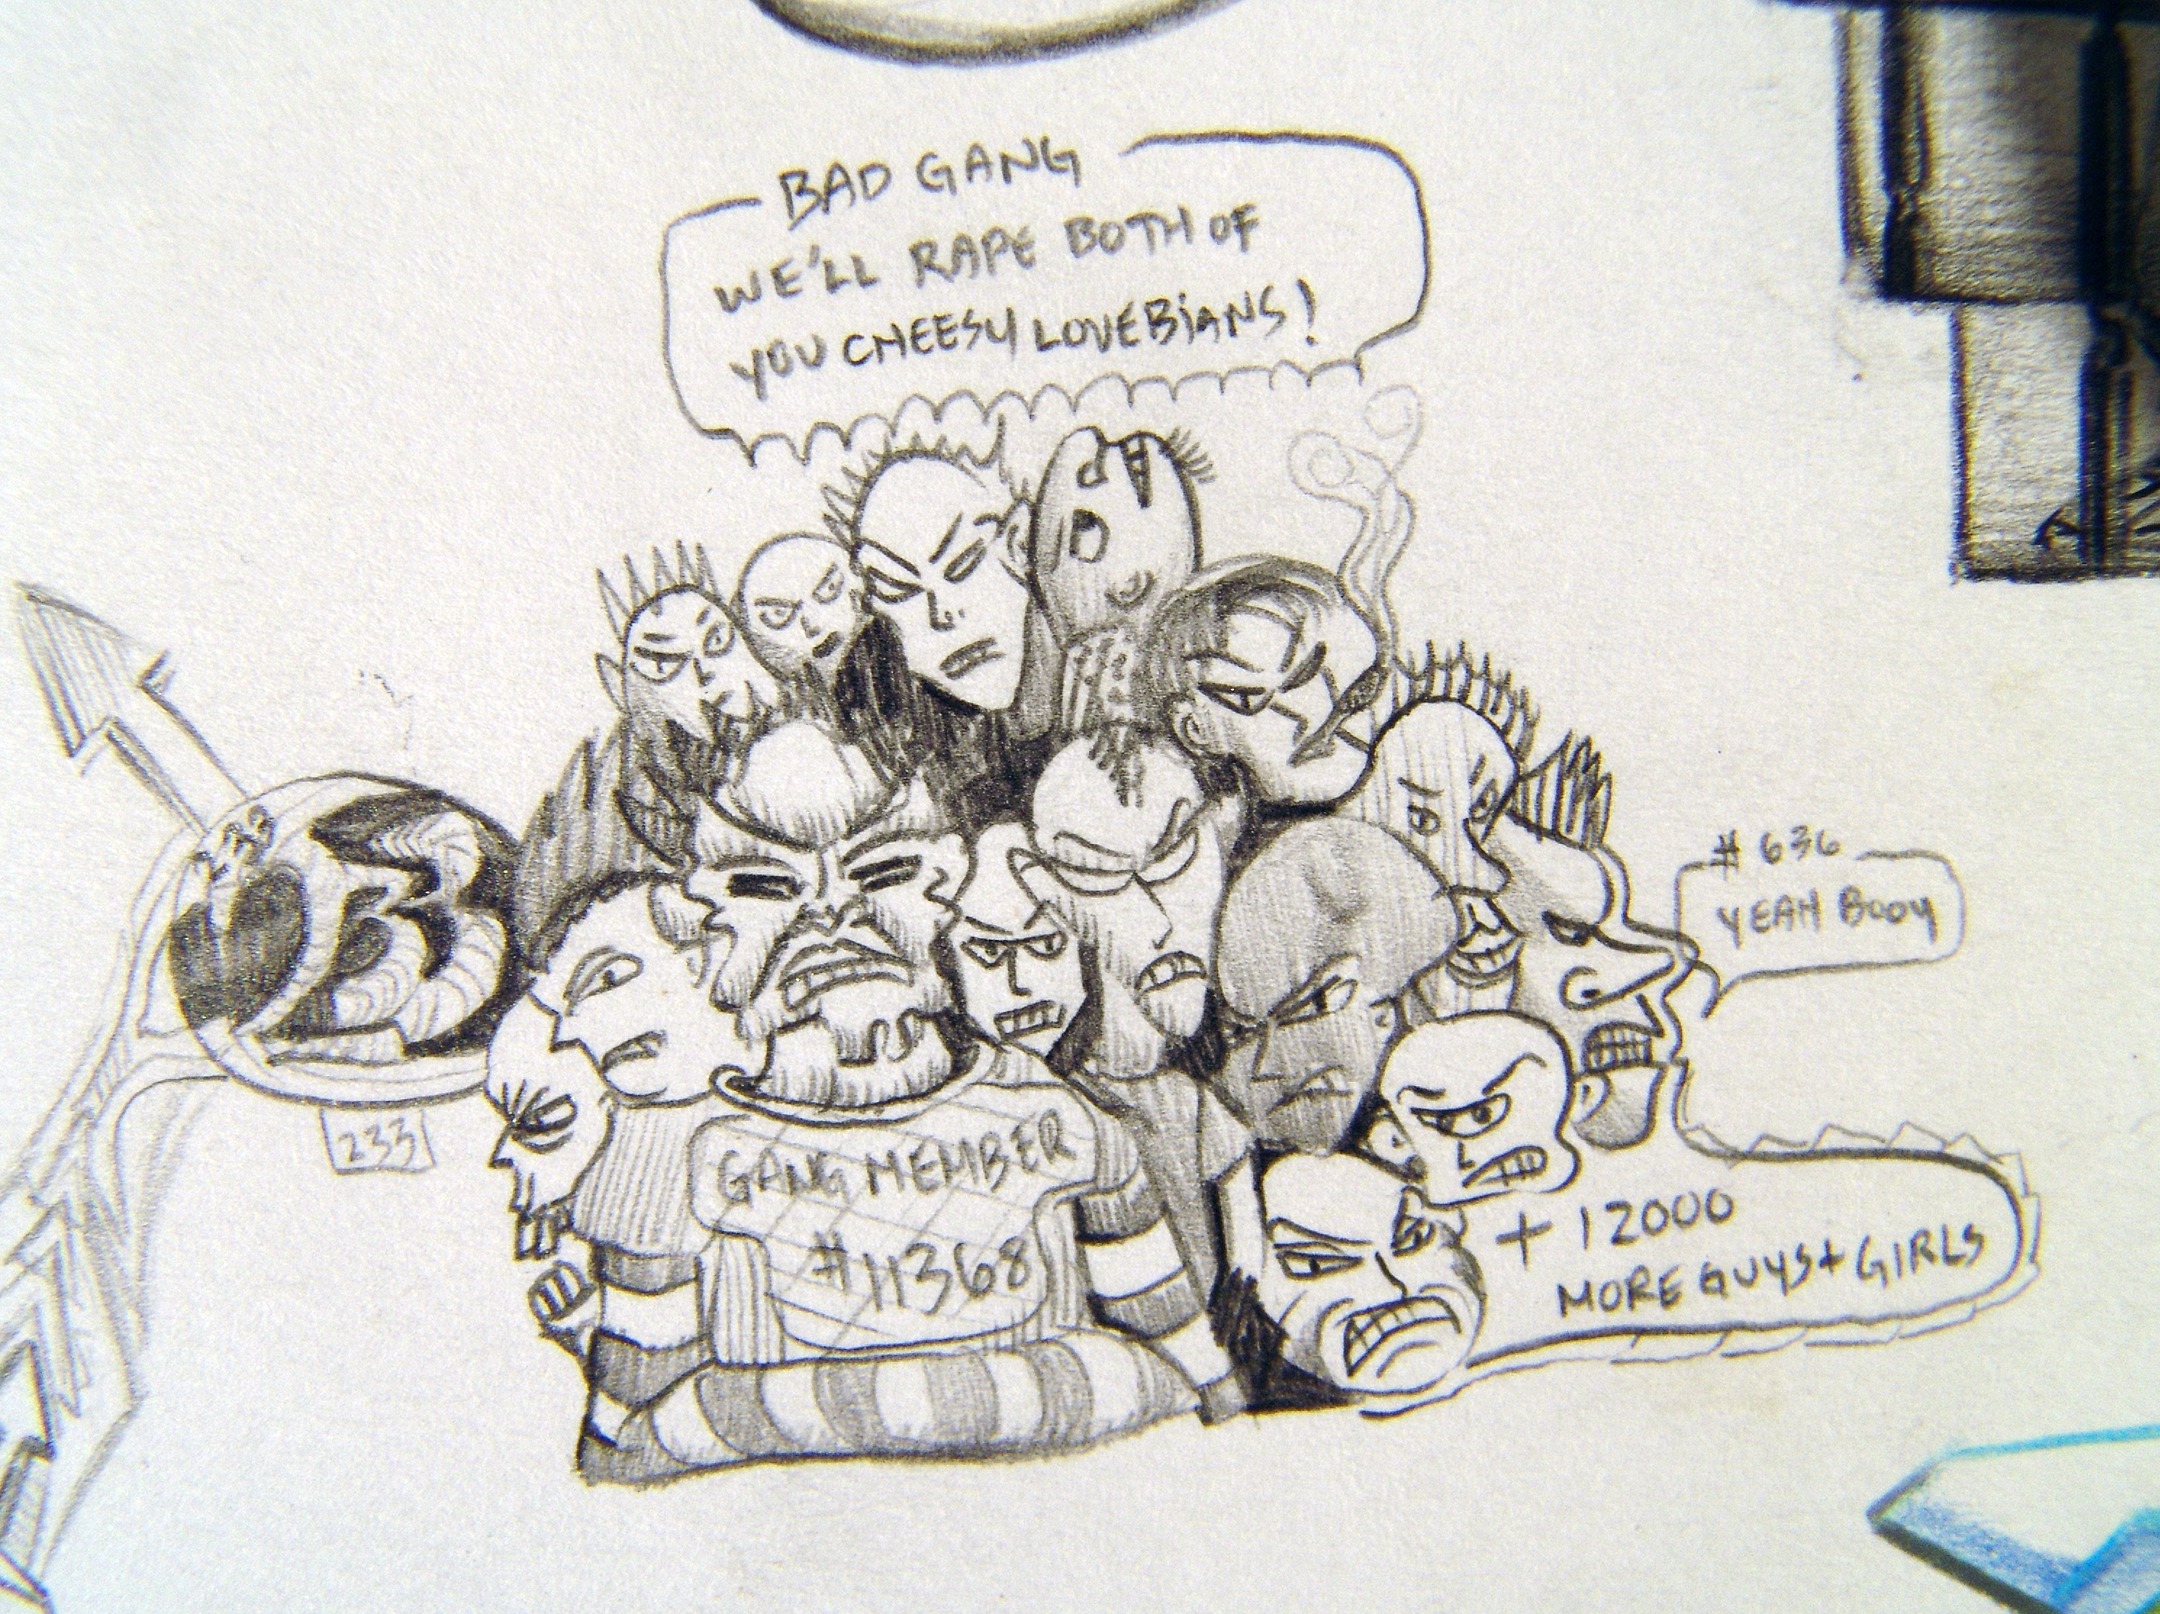 BAD GANG
WE'LL RAPE BOTH OF
YOU CHEESY LOVEBIANS!
233
# 636
YEAH BOOY
233
GANG MEMBER
#11368
+ 12000
MORE GUYS + GIRLS